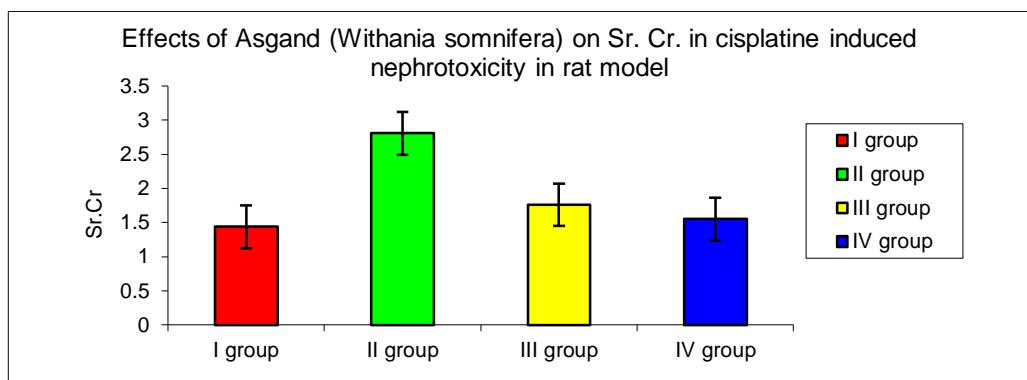 Effects of Asgand (Withania somnifera) on Sr. Cr. in cisplatine induced
nephrotoxicity in rat model
3.5
3
2.5
2
1.5
1
0.5
0
Sr.Cr
I group
II group
III group
IV group
I group
II group
III group
IV group